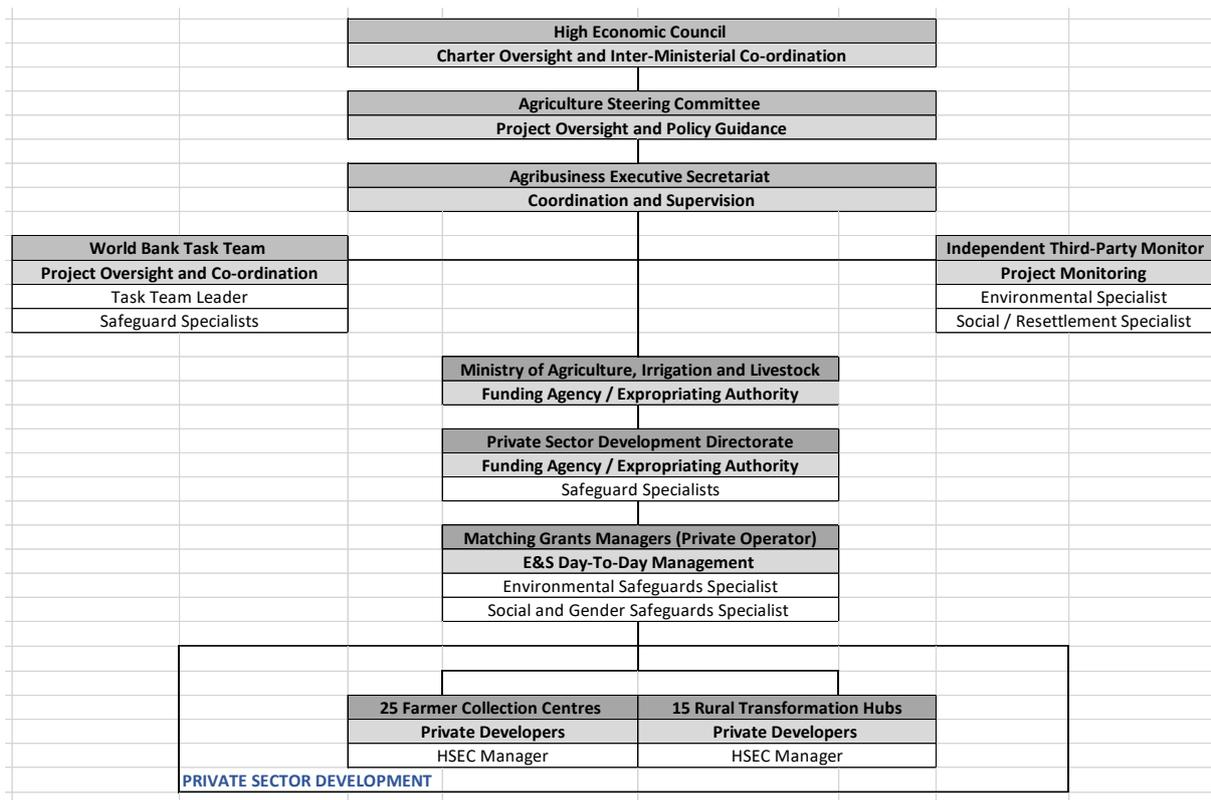 High Economic Council
Charter Oversight and Inter-Ministerial Co-ordination
Agriculture Steering Committee
Project Oversight and Policy Guidance
Agribusiness Executive Secretariat
Coordination and Supervision
World Bank Task Team
Project Oversight and Co-ordination
Task Team Leader
Safeguard Specialists
Independent Third-Party Monitor
Project Monitoring
Environmental Specialist
Social / Resettlement Specialist
Ministry of Agriculture, Irrigation and Livestock
Funding Agency / Expropriating Authority
Private Sector Development Directorate
Funding Agency / Expropriating Authority
Safeguard Specialists
Matching Grants Managers (Private Operator)
E&S Day-To-Day Management
Environmental Safeguards Specialist
Social and Gender Safeguards Specialist
25 Farmer Collection Centres
Private Developers
HSEC Manager
15 Rural Transformation Hubs
Private Developers
HSEC Manager
PRIVATE SECTOR DEVELOPMENT